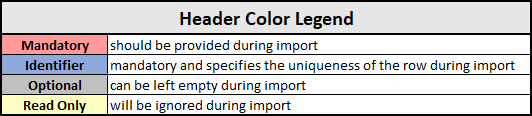 Header Color Legend
Mandatory should be provided during import
Identifier mandatory and specifies the uniqueness of the row during import
Optional can be left empty during import
Read Only will be ignored during import